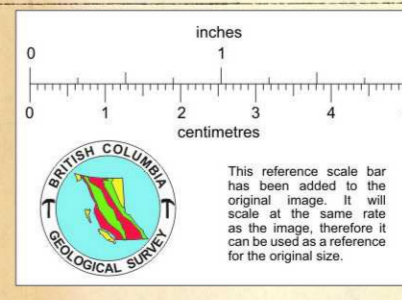 inches
0 1
0 1 2 3 4
centimetres
BRITISH COLUMBIA
GEOLOGICAL SURVEY
This reference scale bar
has been added to the
original image. It will
scale at the same rate
as the image, therefore it
can be used as a reference
for the original size.